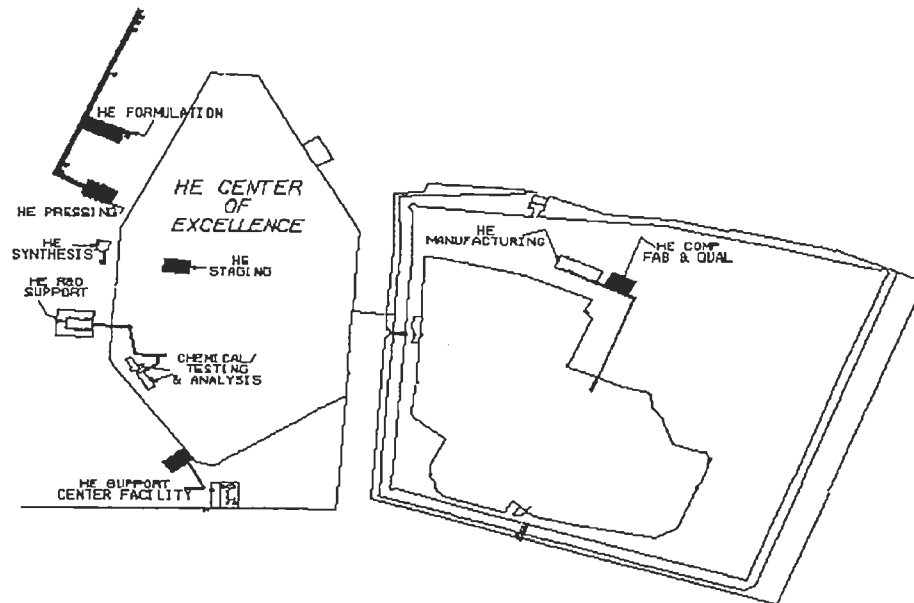 HE FORMULATION
HE CENTER
OF
EXCELLENCE
HE PRESSING
HE
SYNTHESIS
HE
STAGING
HE R&D
SUPPORT
CHEMICAL/
TESTING
& ANALYSIS
HE SUPPORT
CENTER FACILITY
HE
MANUFACTURING
HE COMP
FAB & QUAL